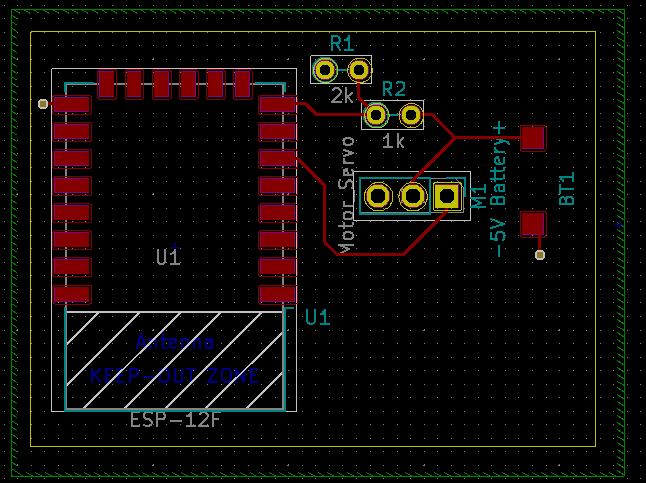 R1
2k
R2
1k
Motor Servo
M1
-5V Battery+
BT1
U1
U1
Antenna
KEEP-OUT ZONE
ESP-12F